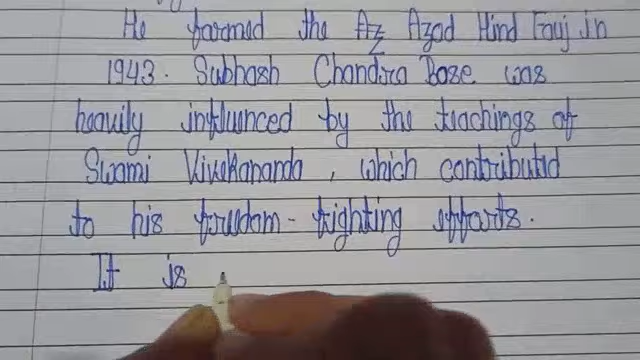 He formed the Az Azad Hind Fauj in
1943. Subhash Chandra Bose was
heavily influenced by the teachings of
Swami Vivekananda, which contributed
to his freedom-fighting efforts.
It is